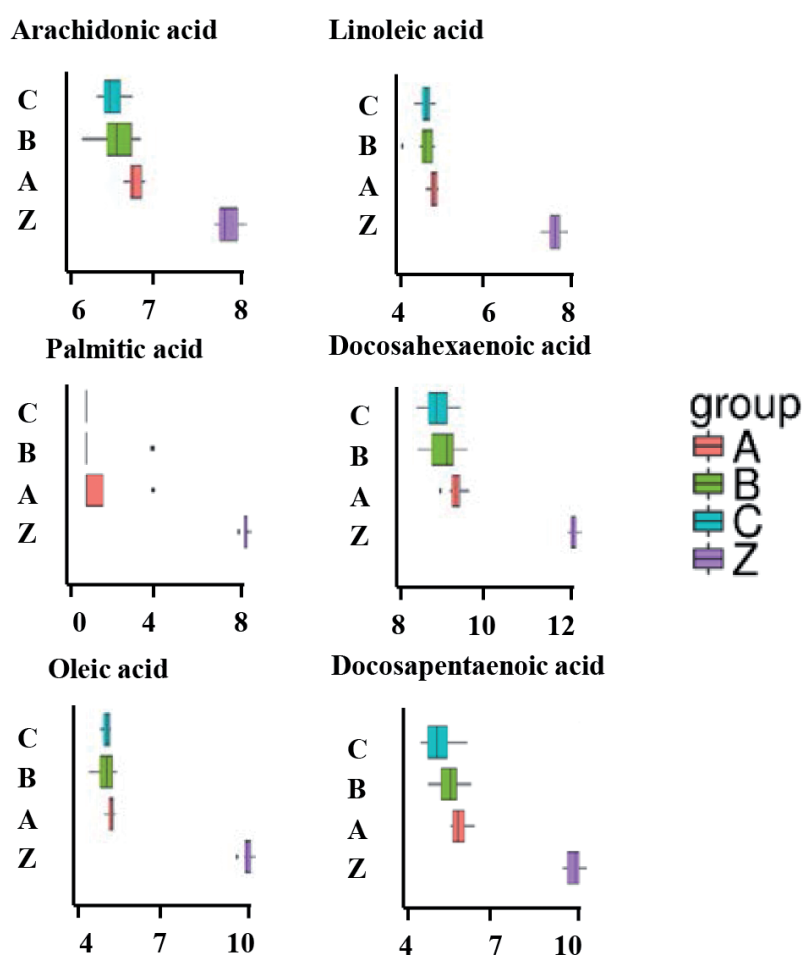 Arachidonic acid
C
B
A
Z
6 7 8
Linoleic acid
C
B
A
Z
4 6 8
Palmitic acid
C
B
A
Z
0 4 8
Docosahexaenoic acid
C
B
A
Z
8 10 12
Oleic acid
C
B
A
Z
4 7 10
Docosapentaenoic acid
C
B
A
Z
4 7 10
group
A
B
C
Z